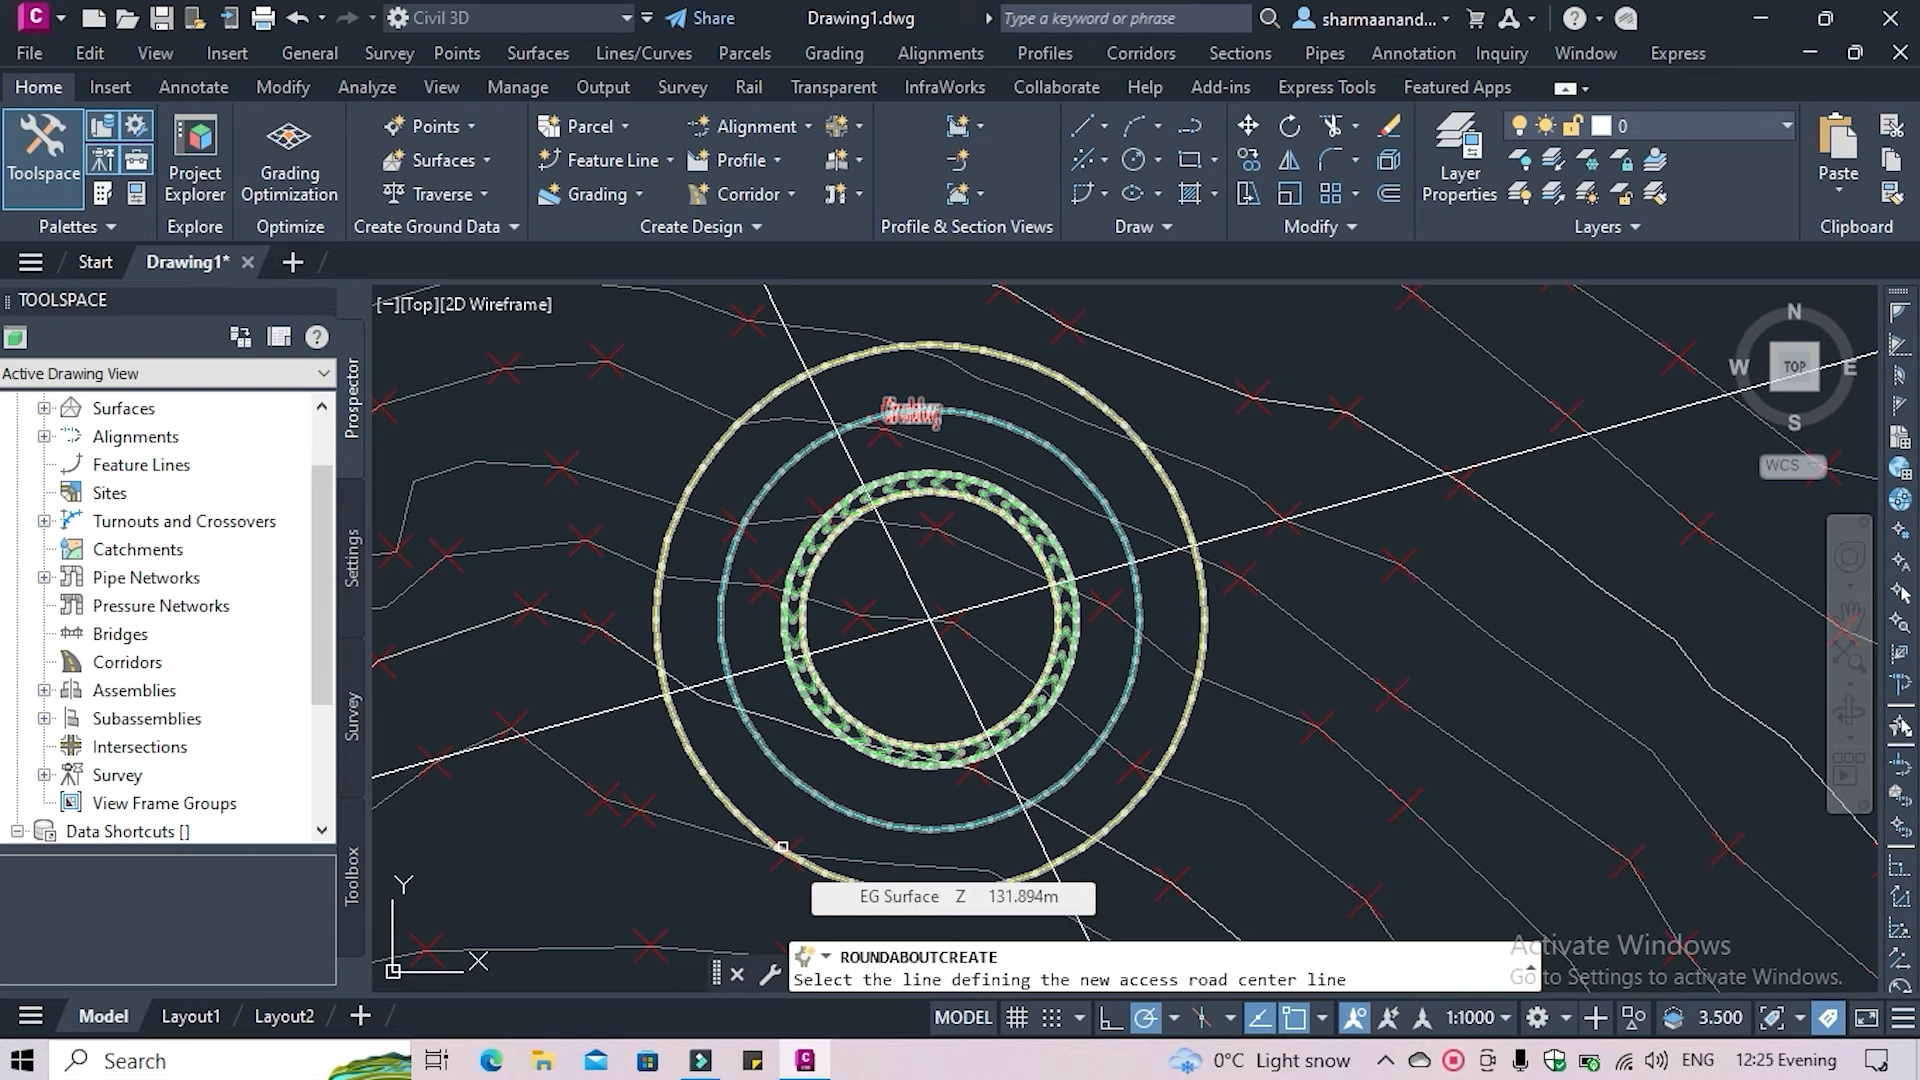 Civil 3D
Share
Drawing1.dwg
Type a keyword or phrase
sharmaanand...
File Edit View Insert General Survey Points Surfaces Lines/Curves Parcels Grading Alignments Profiles Corridors Sections Pipes Annotation Inquiry Window Express
Home Insert Annotate Modify Analyze View Manage Output Survey Rail Transparent InfraWorks Collaborate Help Add-ins Express Tools Featured Apps
Toolspace
Project
Explorer
Grading
Optimization
Points
Surfaces
Traverse
Parcel
Feature Line
Grading
Alignment
Profile
Corridor
Layer
Properties
0
Paste
Palettes Explore Optimize Create Ground Data Create Design Profile & Section Views Draw Modify Layers Clipboard
Start Drawing1*
TOOLSPACE
Active Drawing View
Surfaces
Alignments
Feature Lines
Sites
Turnouts and Crossovers
Catchments
Pipe Networks
Pressure Networks
Bridges
Corridors
Assemblies
Subassemblies
Intersections
Survey
View Frame Groups
Data Shortcuts []
Prospector
Settings
Survey
Toolbox
[−][Top][2D Wireframe]
N
W TOP E
S
WCS
EG Surface Z 131.894m
Y
X
ROUNDABOUTCREATE
Select the line defining the new access road center line
Activate Windows
Go to Settings to activate Windows.
Model Layout1 Layout2
MODEL 1:1000 3.500
Search
0°C Light snow
ENG
12:25 Evening